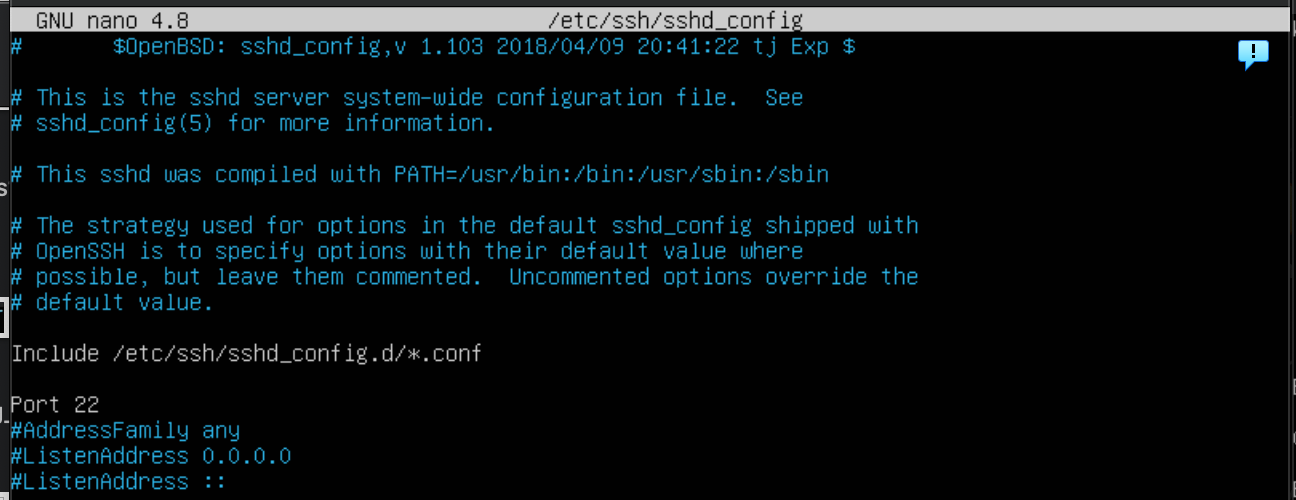 GNU nano 4.8 /etc/ssh/sshd_config
# $OpenBSD: sshd_config,v 1.103 2018/04/09 20:41:22 tj Exp $
# This is the sshd server system-wide configuration file. See
# sshd_config(5) for more information.
# This sshd was compiled with PATH=/usr/bin:/bin:/usr/sbin:/sbin
# The strategy used for options in the default sshd_config shipped with
# OpenSSH is to specify options with their default value where
# possible, but leave them commented. Uncommented options override the
# default value.
Include /etc/ssh/sshd_config.d/*.conf
Port 22
#AddressFamily any
#ListenAddress 0.0.0.0
#ListenAddress ::